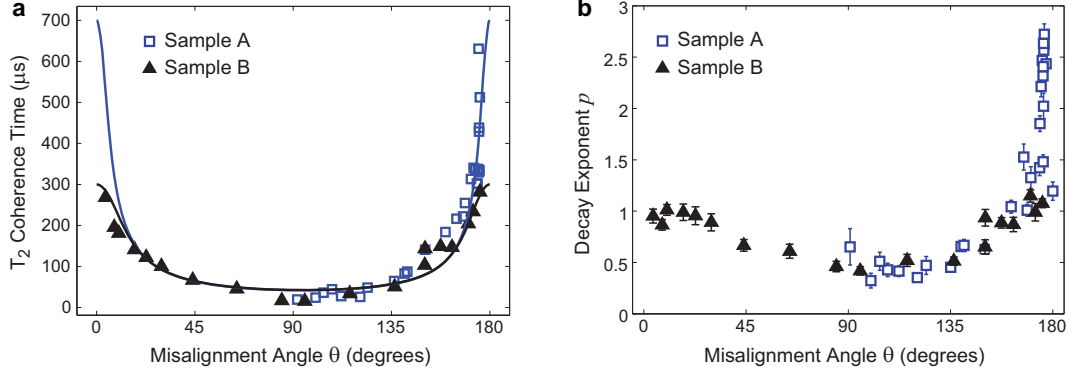 a
700
600
500
400
300
200
100
0
T2 Coherence Time (μs)
Sample A
Sample B
0 45 90 135 180
Misalignment Angle θ (degrees)
b
3
2.5
2
1.5
1
0.5
0
Decay Exponent p
Sample A
Sample B
0 45 90 135 180
Misalignment Angle θ (degrees)